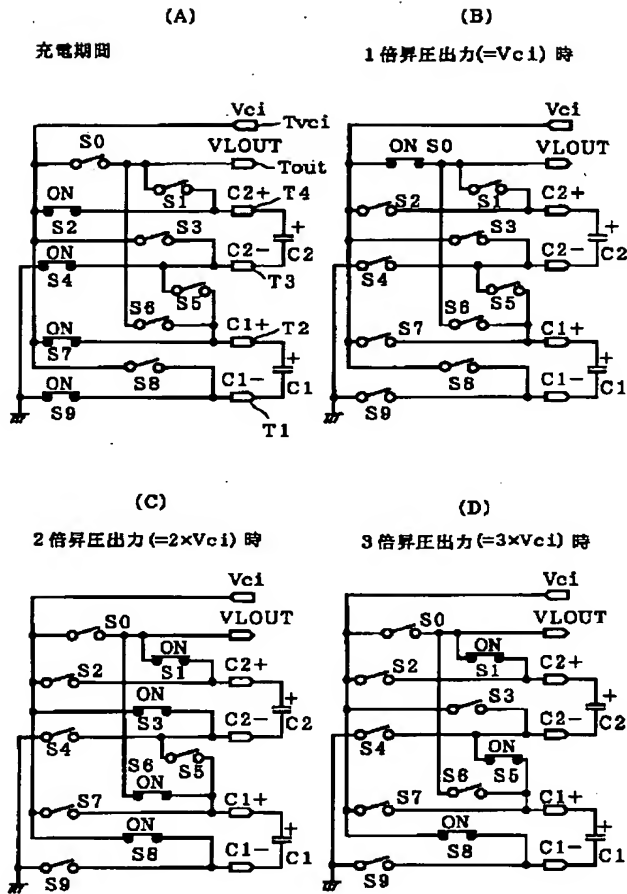 (A)
充電期間
Vci
Tvci
S0
VLOUT
Tout
S1
C2+
T4
ON
S2
S3
+
C2
C2-
T3
ON
S4
S5
S6
C1+
T2
ON
S7
+
C1
S8
C1-
T1
ON
S9
(B)
1倍昇圧出力(=Vci)時
Vci
ON S0
VLOUT
S1
C2+
S2
S3
+
C2
C2-
S4
S5
S6
C1+
S7
+
C1
S8
C1-
S9
(C)
2倍昇圧出力(=2×Vci)時
Vci
S0
VLOUT
ON
S1
C2+
S2
ON
S3
+
C2
C2-
S4
S5
S6
ON
C1+
S7
+
C1
ON
S8
C1-
S9
(D)
3倍昇圧出力(=3×Vci)時
Vci
S0
VLOUT
ON
S1
C2+
S2
S3
+
C2
C2-
S4
ON
S5
S6
C1+
S7
+
C1
ON
S8
C1-
S9